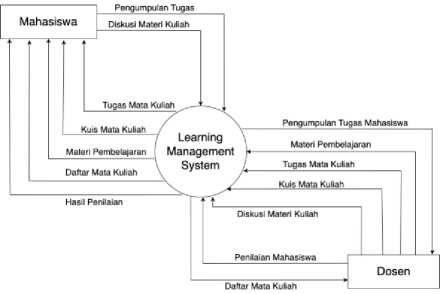 Pengumpulan Tugas
Mahasiswa
Diskusi Materi Kuliah
Tugas Mata Kuliah
Kuis Mata Kuliah
Materi Pembelajaran
Daftar Mata Kuliah
Hasil Penilaian
Learning
Management
System
Pengumpulan Tugas Mahasiswa
Materi Pembelajaran
Tugas Mata Kuliah
Kuis Mata Kuliah
Diskusi Materi Kuliah
Penilaian Mahasiswa
Dosen
Daftar Mata Kuliah